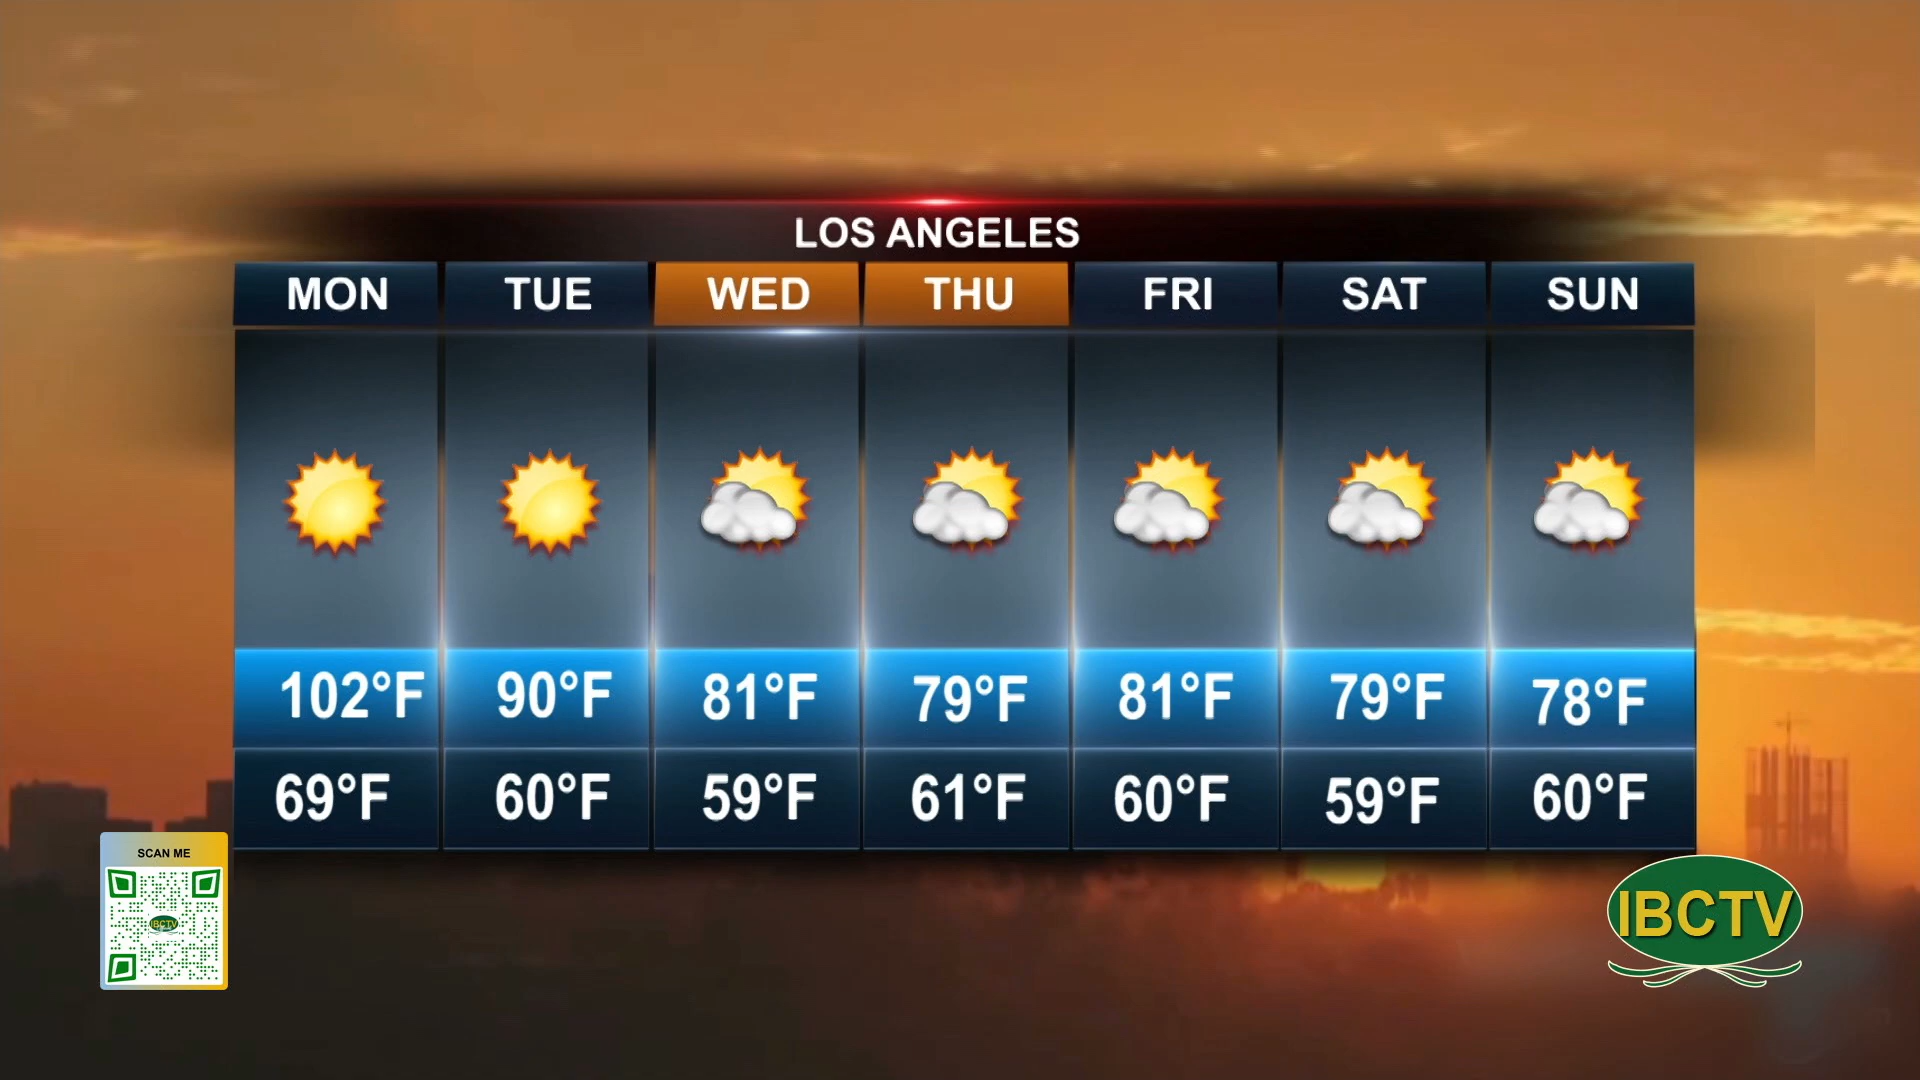 LOS ANGELES
MON TUE WED THU FRI SAT SUN
102°F 90°F 81°F 79°F 81°F 79°F 78°F
69°F 60°F 59°F 61°F 60°F 59°F 60°F
SCAN ME
IBCTV
IBCTV